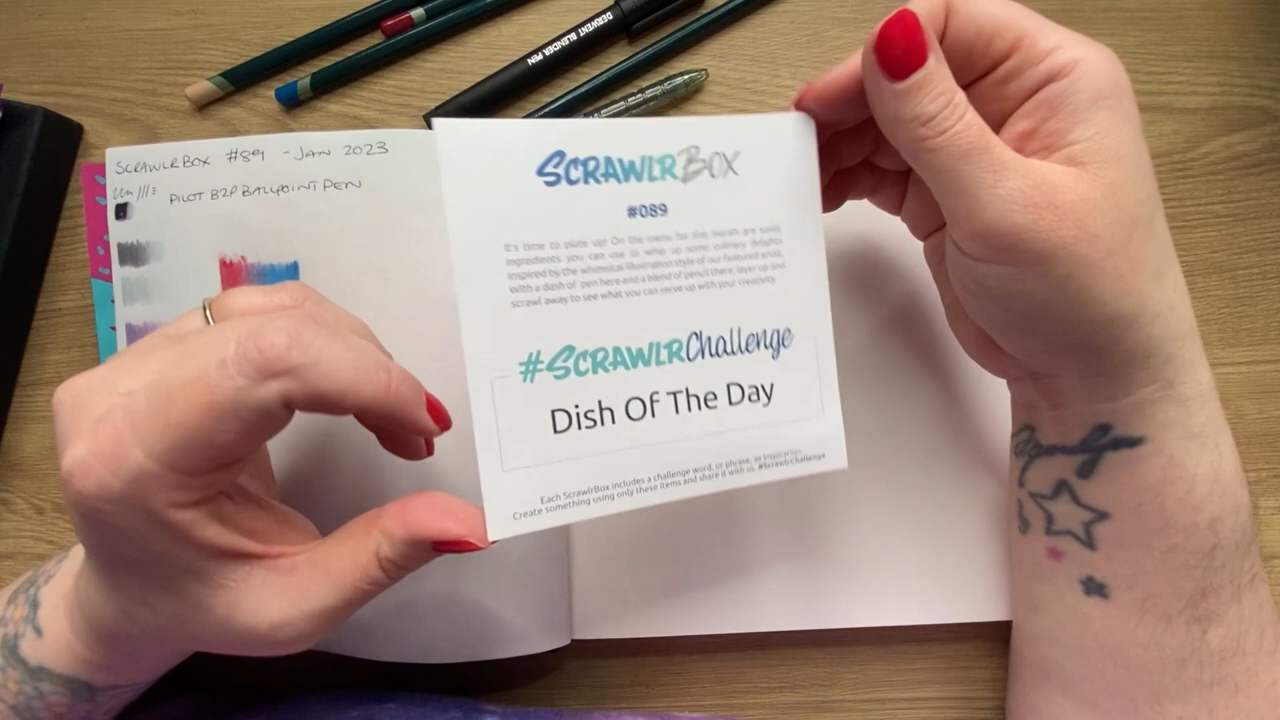 DERWENT BLENDER PEN
SCRAWLR BOX #89 - JAN 2023
PILOT B2P BALLPOINT PEN
SCRAWLRBOX
#089
It's time to plate up! On the menu for this month are some
ingredients you can use to whip up some culinary delights
inspired by the whimsical illustration style of our featured artist.
With a dash of pen here and a blend of pencil there, layer up and
scrawl away to see what you can serve up with your creativity.
#SCRAWLRChallenge
Dish Of The Day
Each ScrawlrBox includes a challenge word, or phrase, as inspiration.
Create something using only these items and share it with us. #ScrawlrChallenge